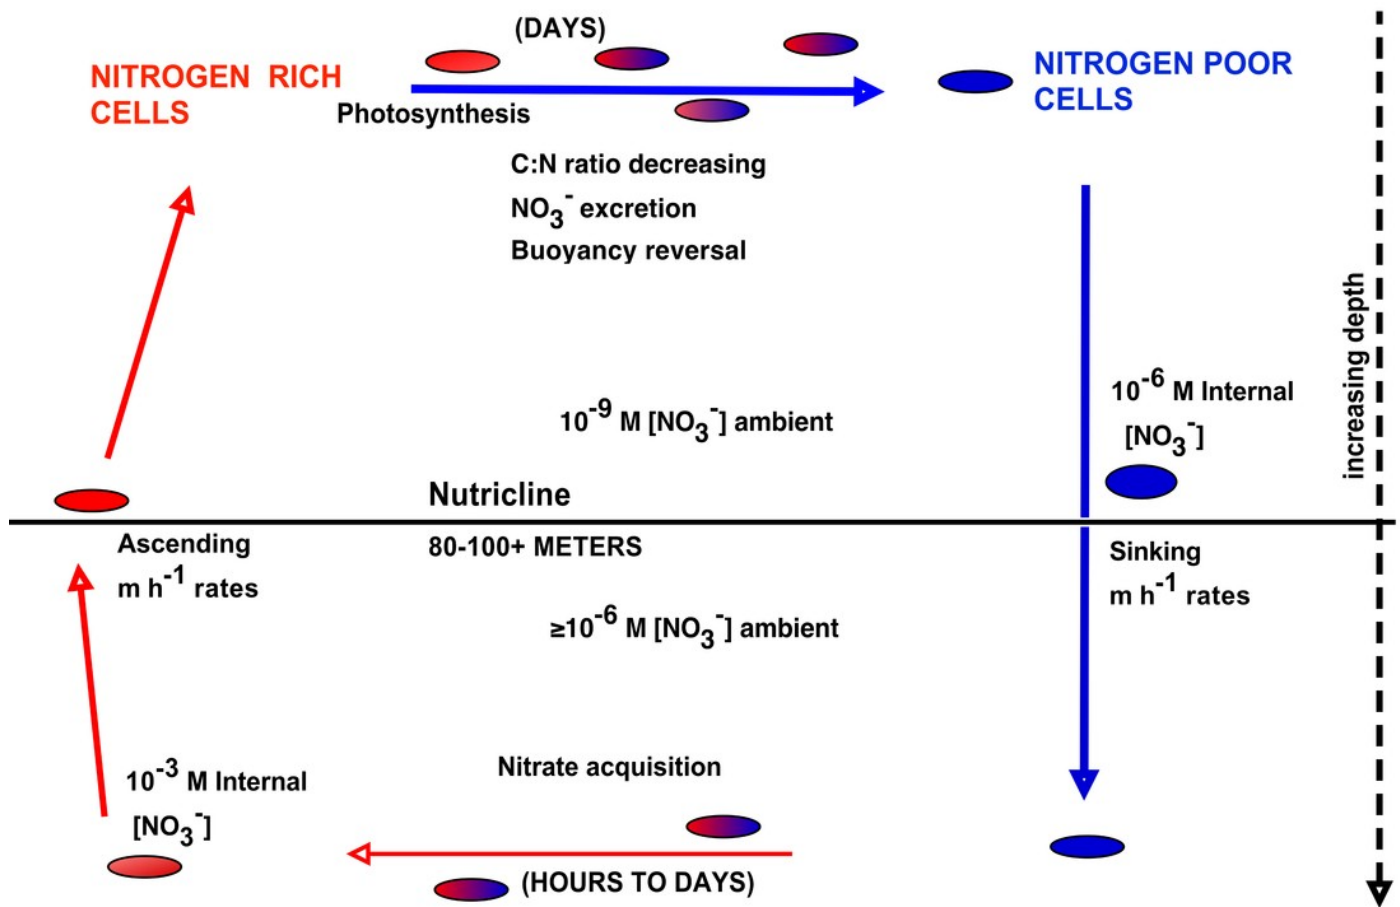 (DAYS)
NITROGEN RICH
CELLS
Photosynthesis
NITROGEN POOR
CELLS
C:N ratio decreasing
NO₃⁻ excretion
Buoyancy reversal
increasing depth
10⁻⁹ M [NO₃⁻] ambient
10⁻⁶ M Internal
[NO₃⁻]
Nutricline
Ascending
m h⁻¹ rates
80-100+ METERS
Sinking
m h⁻¹ rates
≥10⁻⁶ M [NO₃⁻] ambient
10⁻³ M Internal
[NO₃⁻]
Nitrate acquisition
(HOURS TO DAYS)